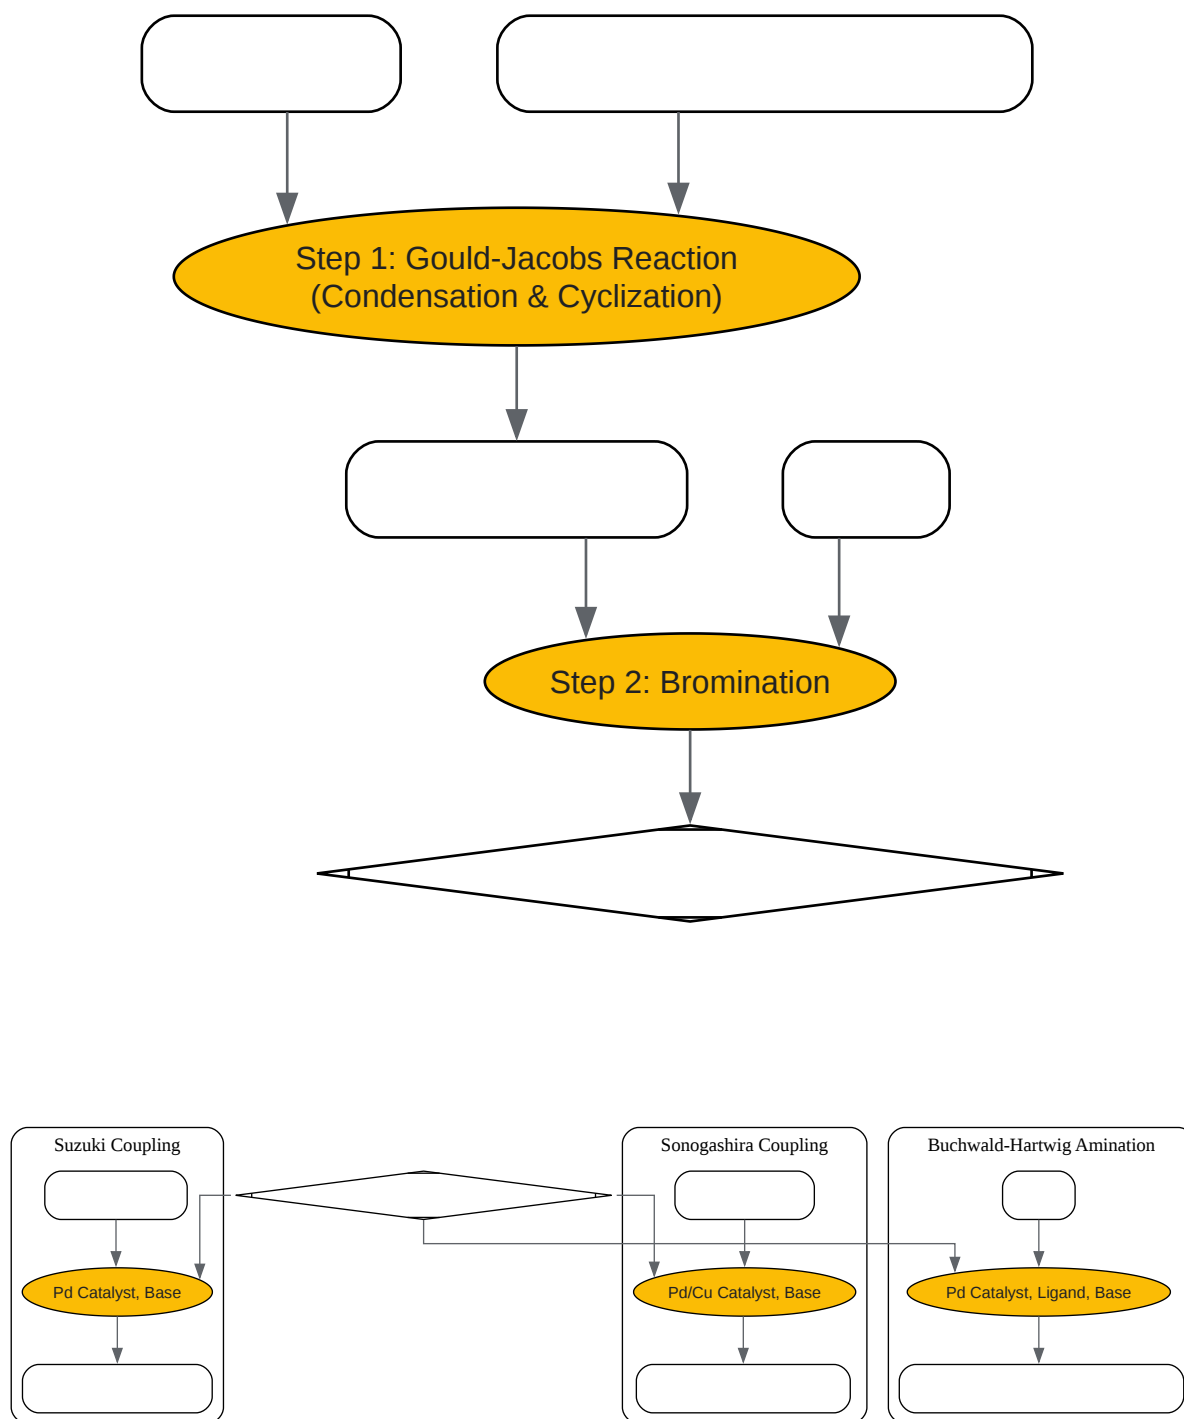 Step 1: Gould-Jacobs Reaction
(Condensation & Cyclization)
Step 2: Bromination
Suzuki Coupling
Sonogashira Coupling
Buchwald-Hartwig Amination
Pd Catalyst, Base
Pd/Cu Catalyst, Base
Pd Catalyst, Ligand, Base